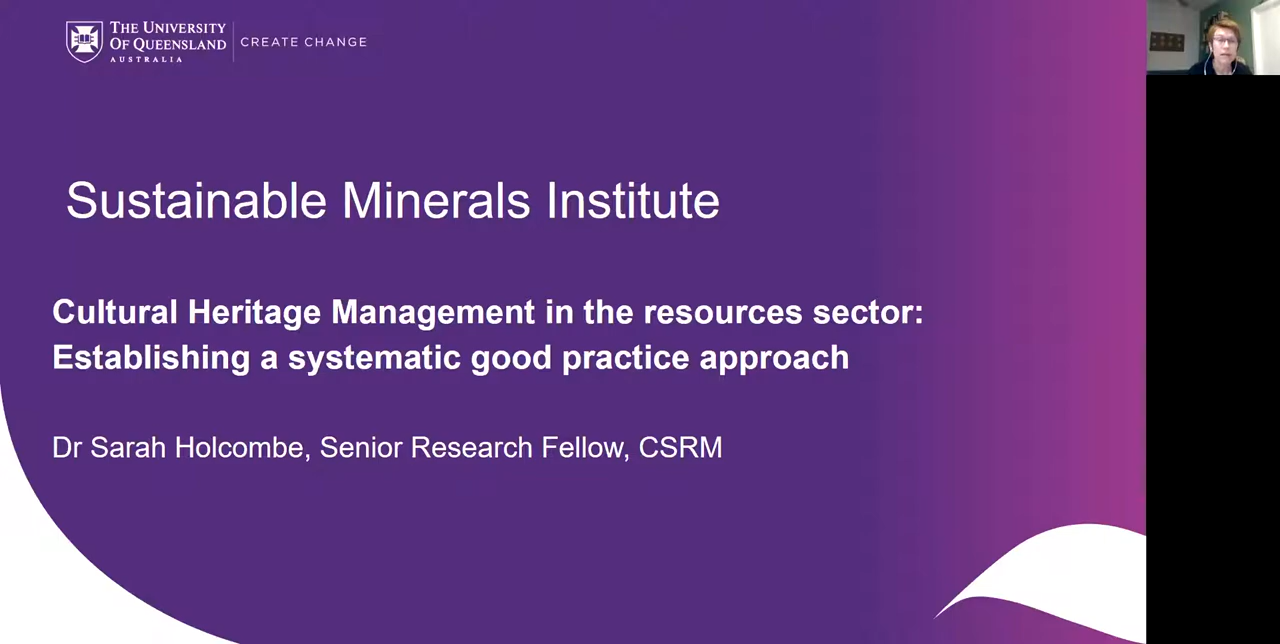 THE UNIVERSITY
OF QUEENSLAND
AUSTRALIA
CREATE CHANGE
Sustainable Minerals Institute
Cultural Heritage Management in the resources sector:
Establishing a systematic good practice approach
Dr Sarah Holcombe, Senior Research Fellow, CSRM